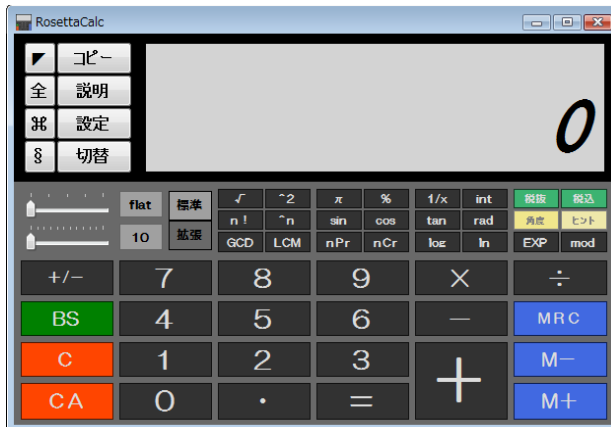 RosettaCalc
◤ コピー
全 説明
⌘ 設定
§ 切替
0
flat 標準 √ ^2 π % 1/x int 税抜 税込
n! ^n sin cos tan rad 角度 ヒント
10 拡張 GCD LCM nPr nCr log ln EXP mod
+/- 7 8 9 × ÷
BS 4 5 6 － MRC
C 1 2 3 ＋ M－
CA 0 ・ ＝ M＋